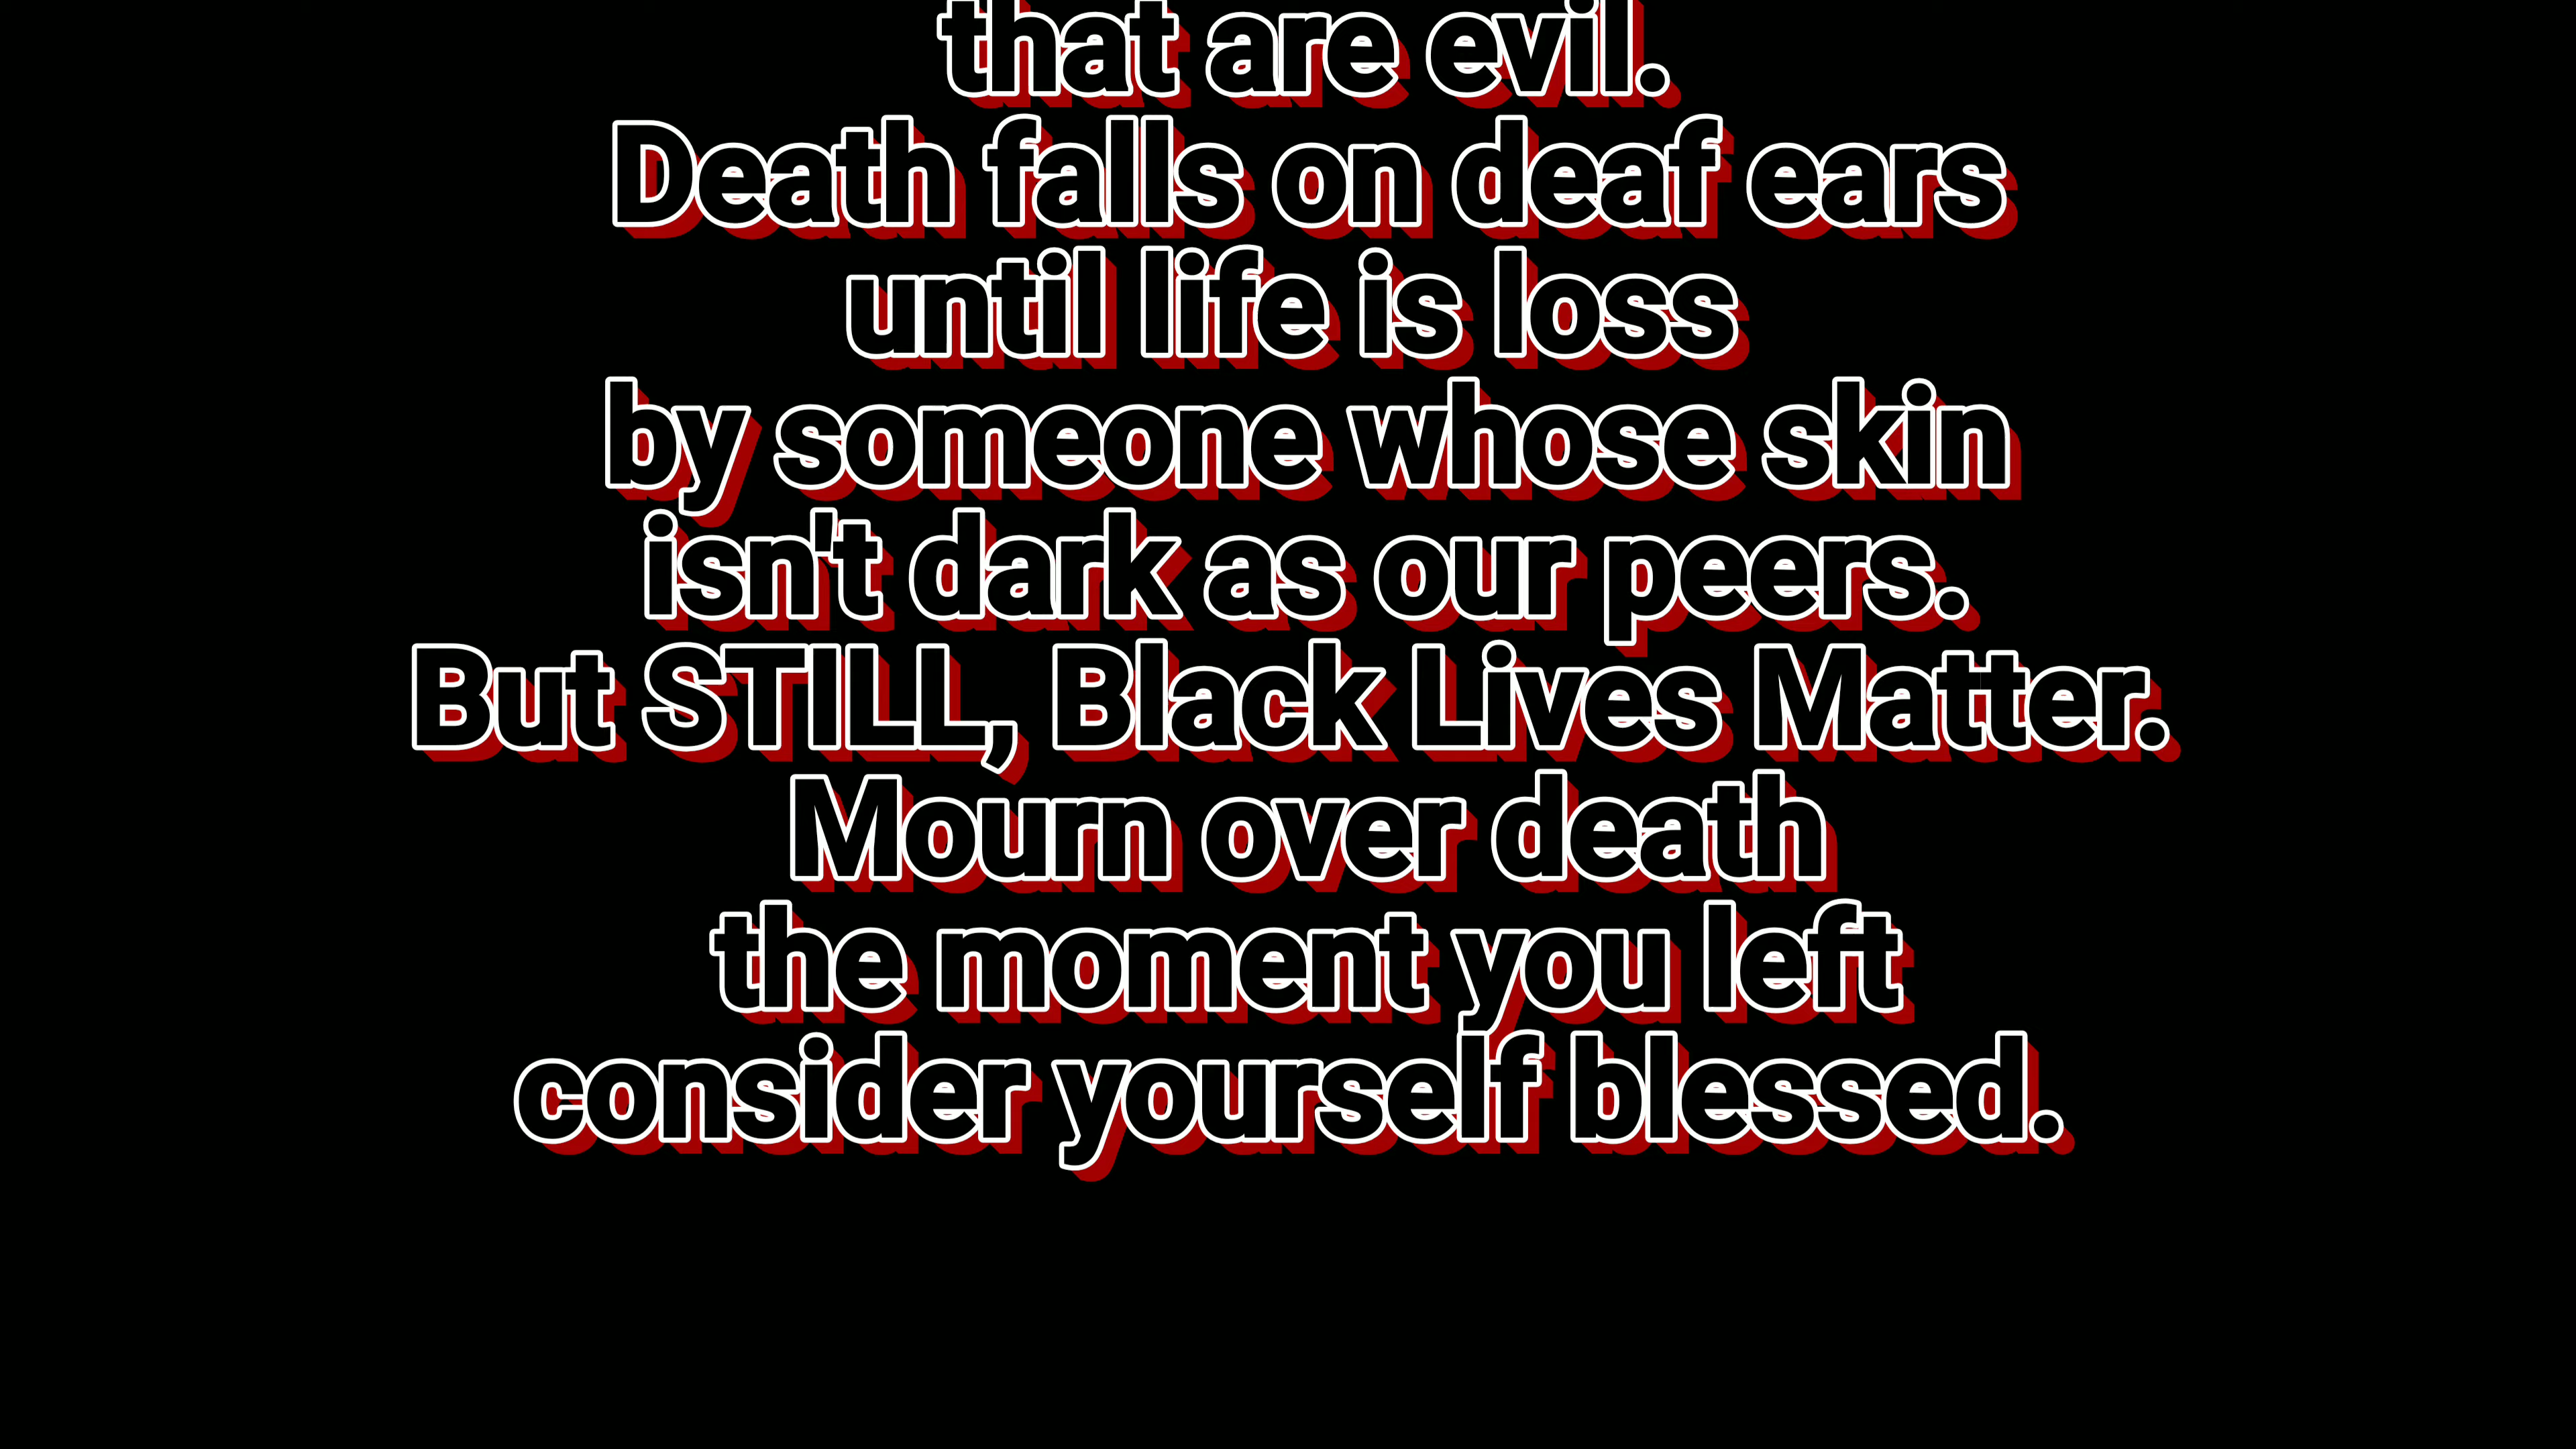 that are evil.
Death falls on deaf ears
until life is loss
by someone whose skin
isn't dark as our peers.
But STILL, Black Lives Matter.
Mourn over death
the moment you left
consider yourself blessed.